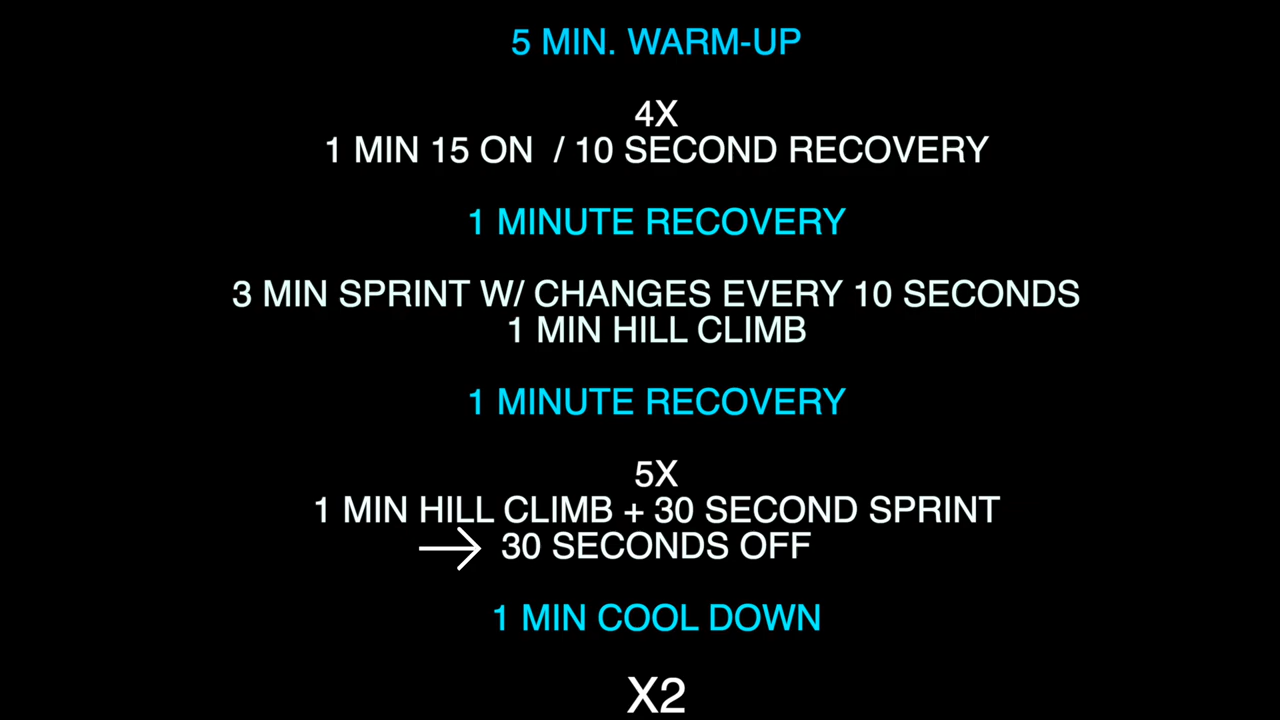 5 MIN. WARM-UP
4X
1 MIN 15 ON / 10 SECOND RECOVERY
1 MINUTE RECOVERY
3 MIN SPRINT W/ CHANGES EVERY 10 SECONDS
1 MIN HILL CLIMB
1 MINUTE RECOVERY
5X
1 MIN HILL CLIMB + 30 SECOND SPRINT
→ 30 SECONDS OFF
1 MIN COOL DOWN
X2